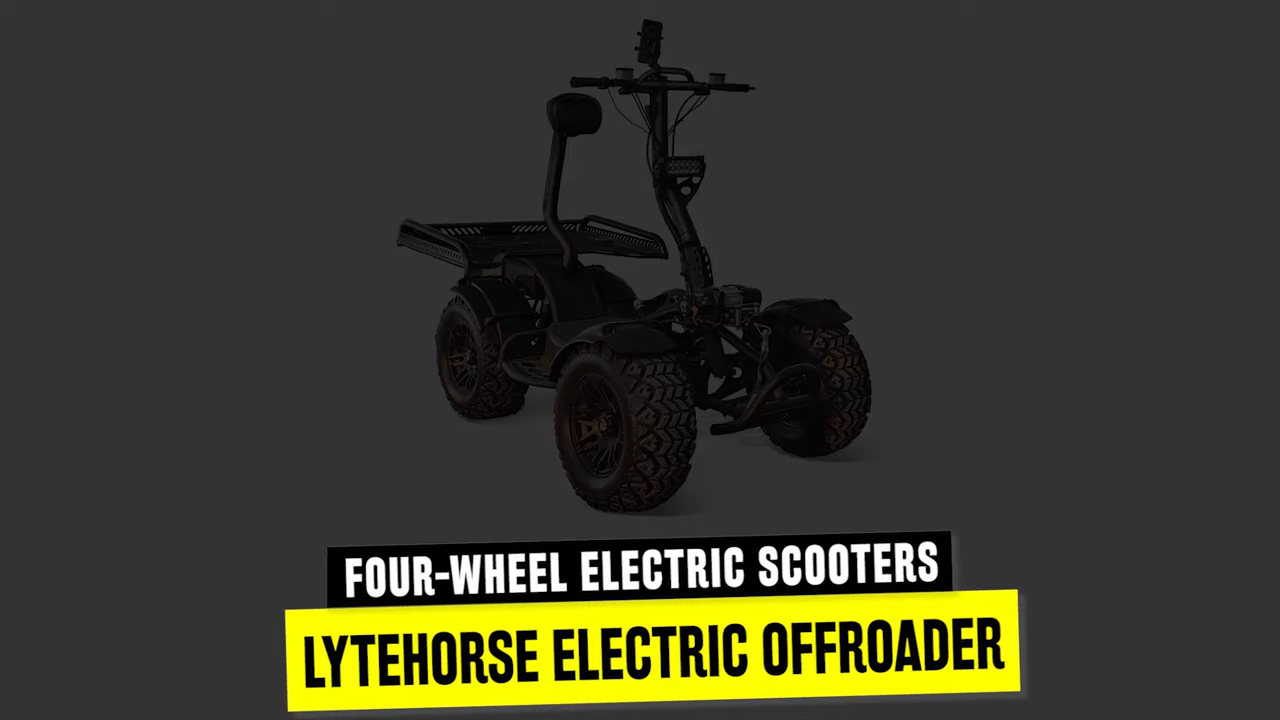 FOUR-WHEEL ELECTRIC SCOOTERS
LYTEHORSE ELECTRIC OFFROADER